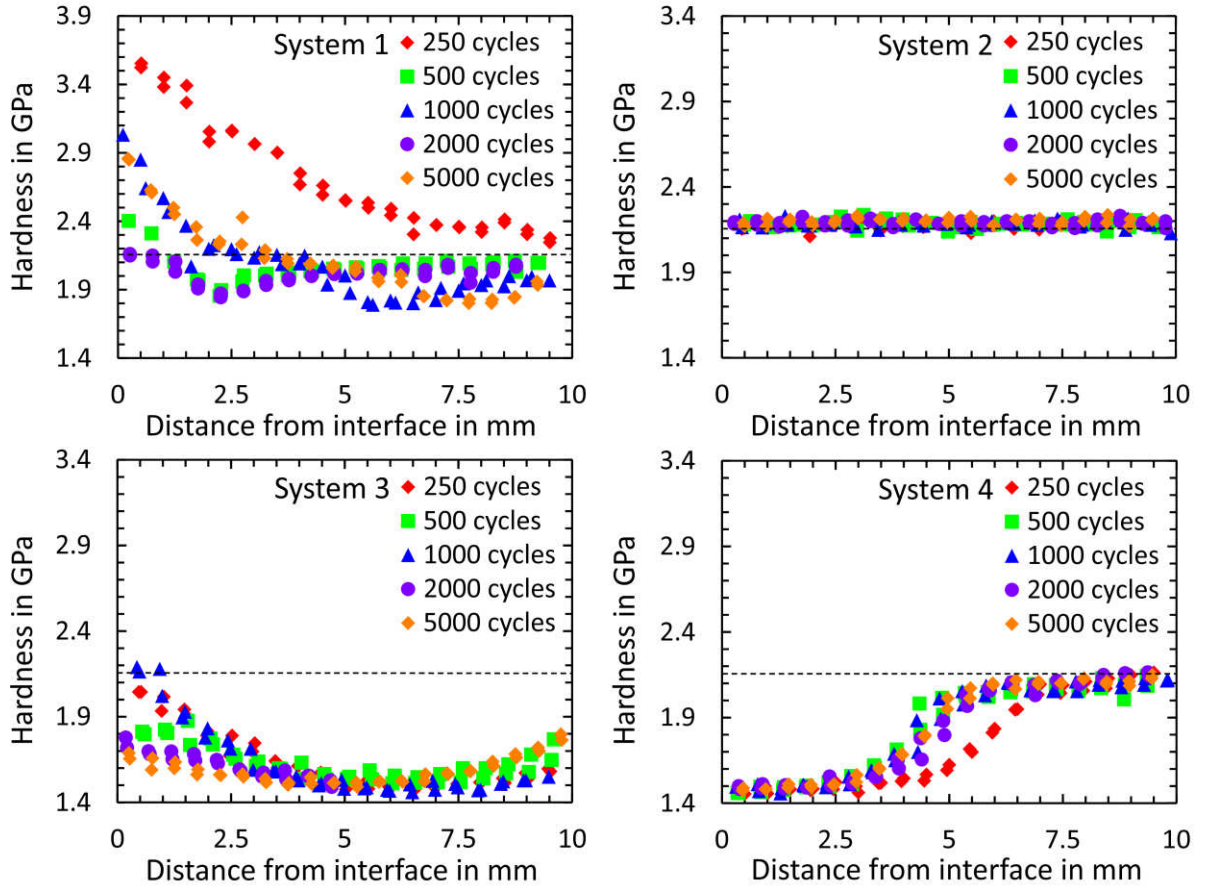 System 1
250 cycles
500 cycles
1000 cycles
2000 cycles
5000 cycles
3.9
3.4
2.9
2.4
1.9
1.4
Hardness in GPa
0 2.5 5 7.5 10
Distance from interface in mm
System 2
250 cycles
500 cycles
1000 cycles
2000 cycles
5000 cycles
3.4
2.9
2.4
1.9
1.4
Hardness in GPa
0 2.5 5 7.5 10
Distance from interface in mm
System 3
250 cycles
500 cycles
1000 cycles
2000 cycles
5000 cycles
3.4
2.9
2.4
1.9
1.4
Hardness in GPa
0 2.5 5 7.5 10
Distance from interface in mm
System 4
250 cycles
500 cycles
1000 cycles
2000 cycles
5000 cycles
3.4
2.9
2.4
1.9
1.4
Hardness in GPa
0 2.5 5 7.5 10
Distance from interface in mm